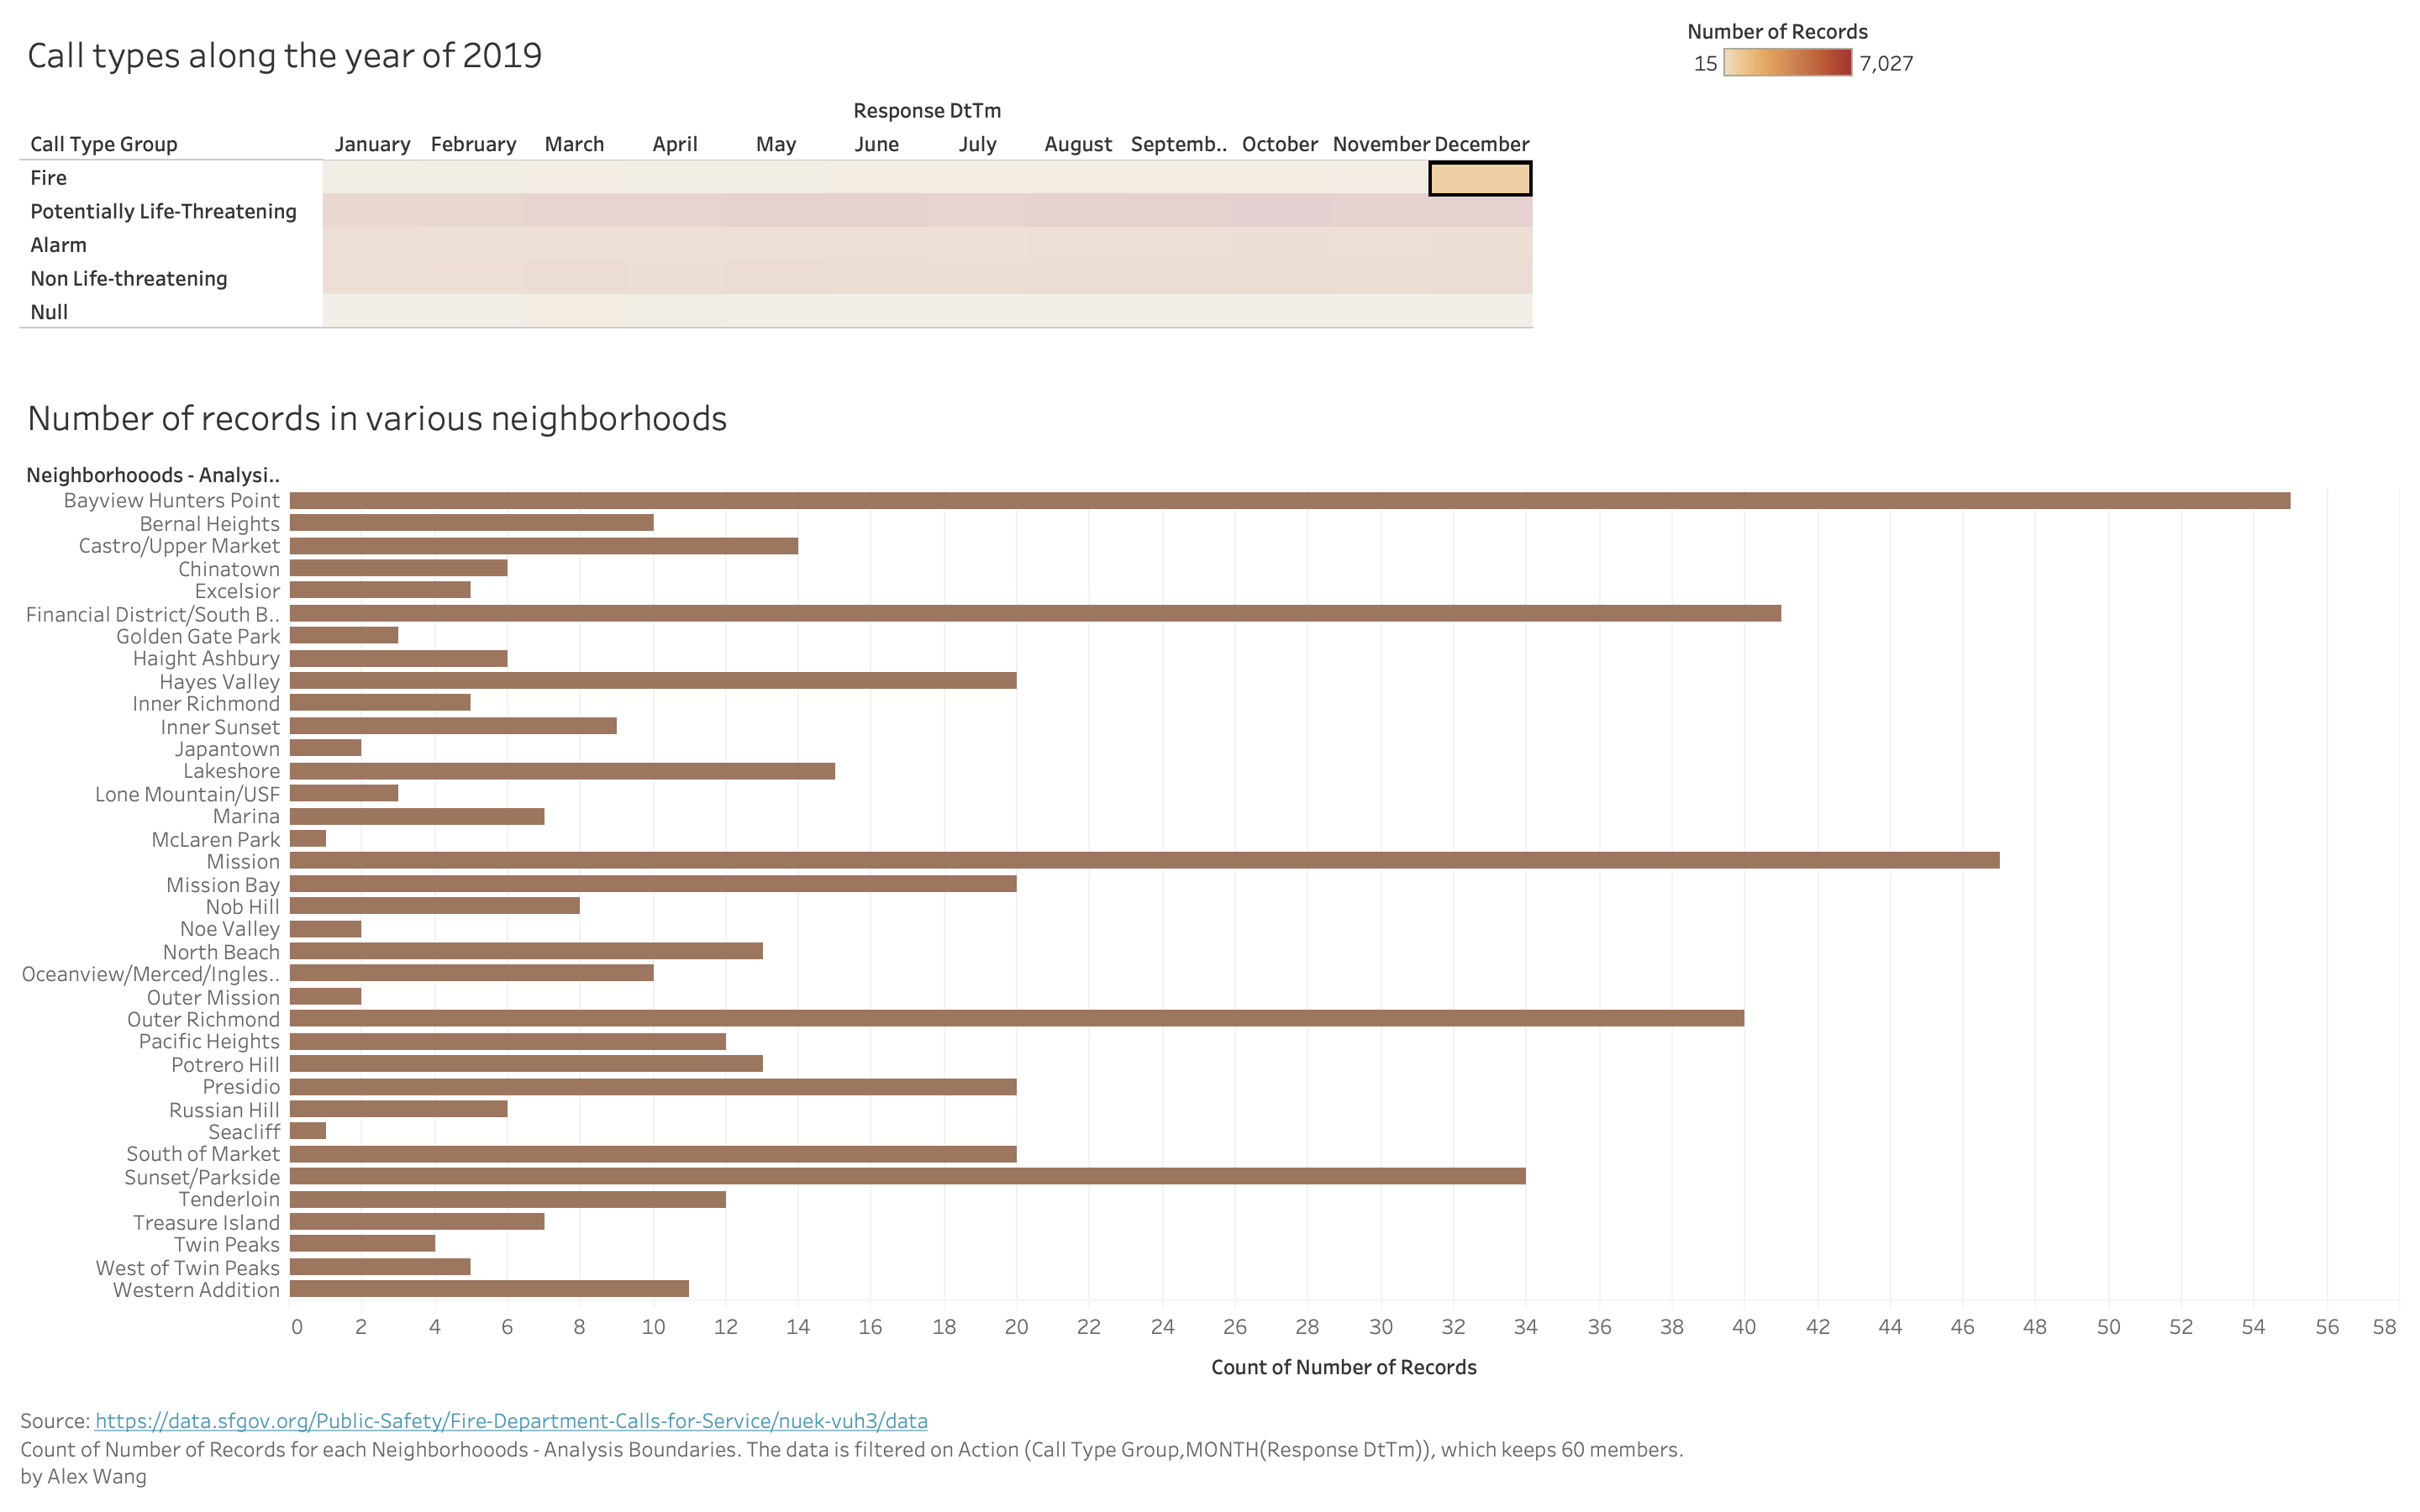 Call types along the year of 2019
Number of Records
15 7,027
Response DtTm
Call Type Group January February March April May June July August Septemb.. October November December
Fire
Potentially Life-Threatening
Alarm
Non Life-threatening
Null
Number of records in various neighborhoods
Neighborhooods - Analysi..
Bayview Hunters Point
Bernal Heights
Castro/Upper Market
Chinatown
Excelsior
Financial District/South B..
Golden Gate Park
Haight Ashbury
Hayes Valley
Inner Richmond
Inner Sunset
Japantown
Lakeshore
Lone Mountain/USF
Marina
McLaren Park
Mission
Mission Bay
Nob Hill
Noe Valley
North Beach
Oceanview/Merced/Ingles..
Outer Mission
Outer Richmond
Pacific Heights
Potrero Hill
Presidio
Russian Hill
Seacliff
South of Market
Sunset/Parkside
Tenderloin
Treasure Island
Twin Peaks
West of Twin Peaks
Western Addition
0 2 4 6 8 10 12 14 16 18 20 22 24 26 28 30 32 34 36 38 40 42 44 46 48 50 52 54 56 58
Count of Number of Records
Source: https://data.sfgov.org/Public-Safety/Fire-Department-Calls-for-Service/nuek-vuh3/data
Count of Number of Records for each Neighborhooods - Analysis Boundaries. The data is filtered on Action (Call Type Group,MONTH(Response DtTm)), which keeps 60 members.
by Alex Wang